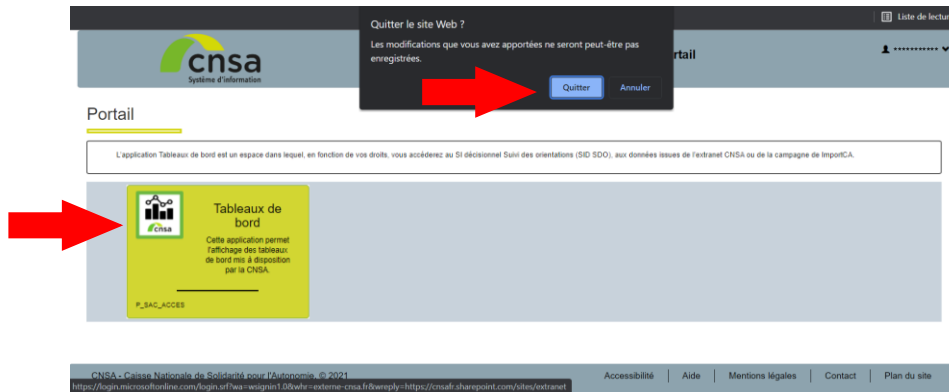 Liste de lectur
Quitter le site Web ?
Les modifications que vous avez apportées ne seront peut-être pas
enregistrées.
Quitter
Annuler
cnsa
Système d'information
rtail
***********
Portail
L'application Tableaux de bord est un espace dans lequel, en fonction de vos droits, vous accéderez au SI décisionnel Suivi des orientations (SID SDO), aux données issues de l'extranet CNSA ou de la campagne de ImportCA.
cnsa
Tableaux de
bord
Cette application permet
l'affichage des tableaux
de bord mis à disposition
par la CNSA.
P_SAC_ACCES
CNSA - Caisse Nationale de Solidarité pour l'Autonomie, © 2021
Accessibilité | Aide | Mentions légales | Contact | Plan du site
https://login.microsoftonline.com/login.srf?wa=wsignin1.0&whr=externe-cnsa.fr&wreply=https://cnsafr.sharepoint.com/sites/extranet